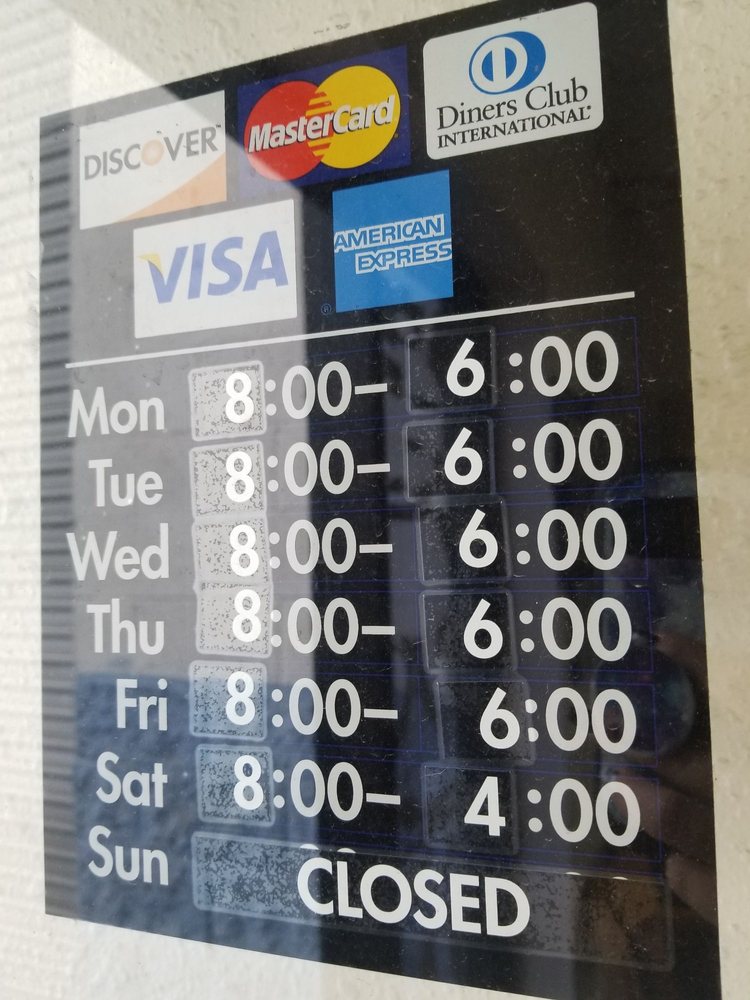 DISCOVER
MasterCard
Diners Club
INTERNATIONAL
VISA
AMERICAN
EXPRESS
Mon 8:00– 6:00
Tue 8:00– 6:00
Wed 8:00– 6:00
Thu 8:00– 6:00
Fri 8:00– 6:00
Sat 8:00– 4:00
Sun CLOSED